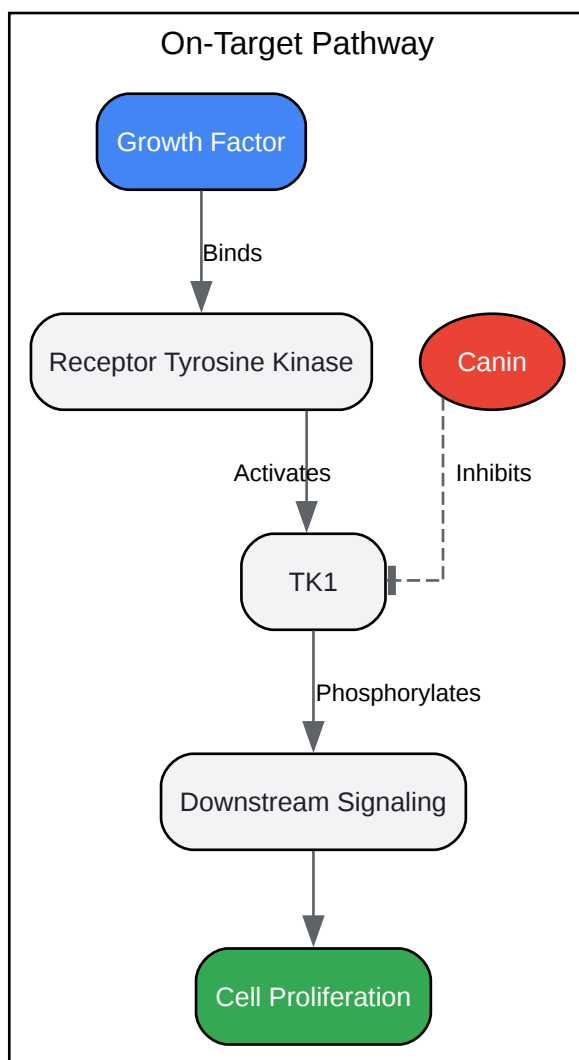 On-Target Pathway
Growth Factor
Binds
Receptor Tyrosine Kinase
Canin
Activates
Inhibits
TK1
Phosphorylates
Downstream Signaling
Cell Proliferation